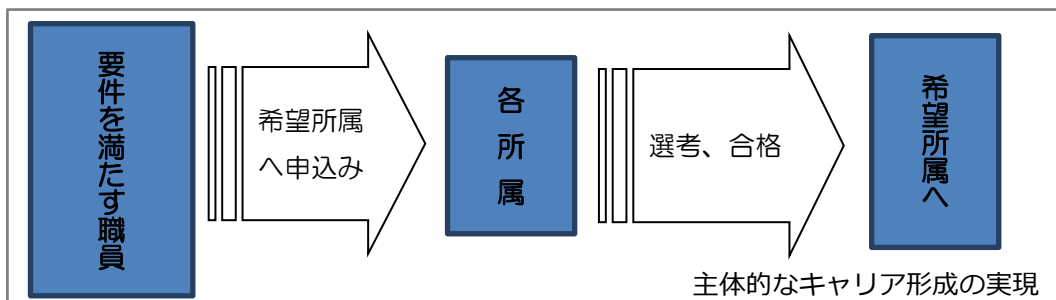 要件を満たす職員
希望所属
へ申込み
各所属
選考、合格
希望所属へ
主体的なキャリア形成の実現